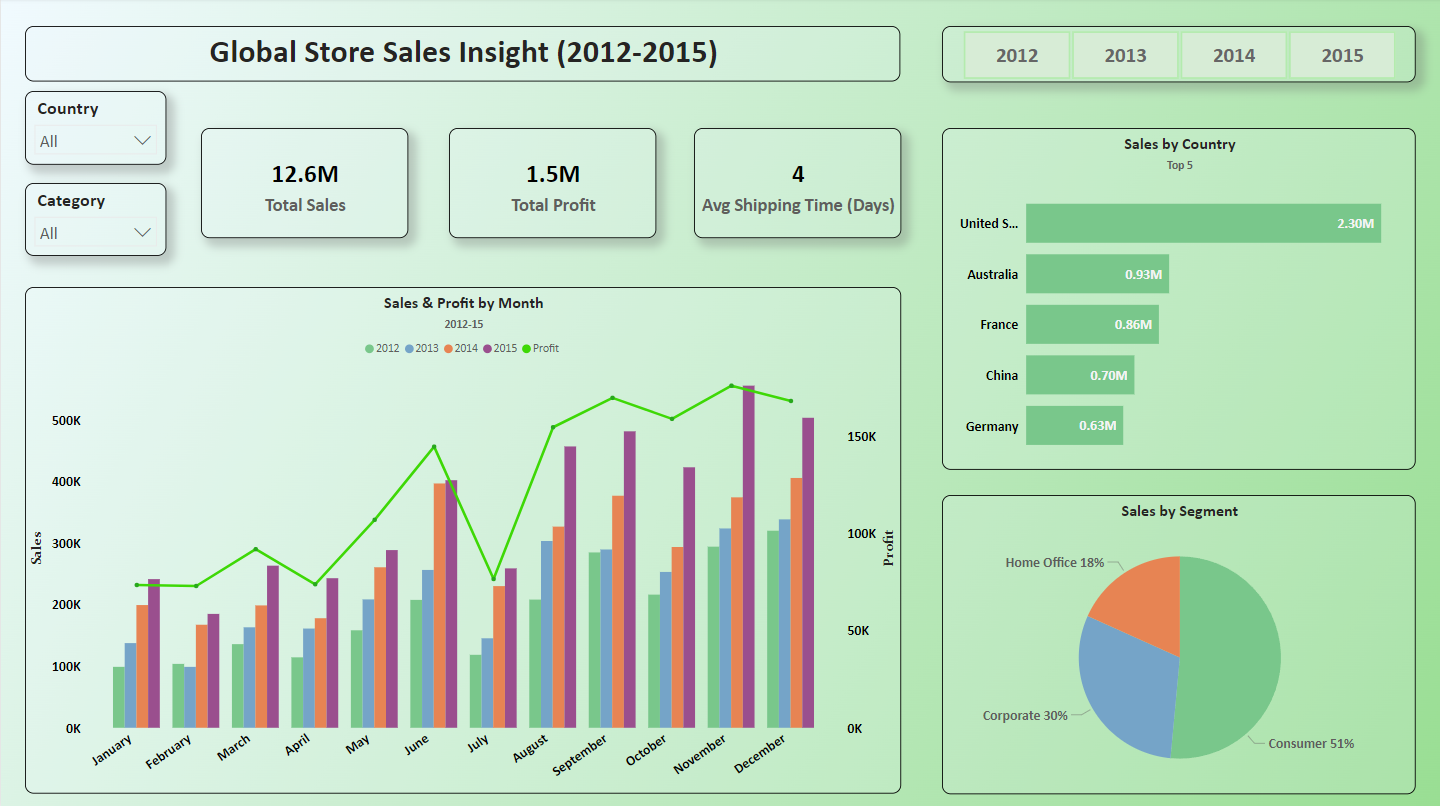 Global Store Sales Insight (2012-2015)
2012
2013
2014
2015
Country
All
Category
All
12.6M
Total Sales
1.5M
Total Profit
4
Avg Shipping Time (Days)
Sales & Profit by Month
2012-15
2012 2013 2014 2015 Profit
Sales
500K
400K
300K
200K
100K
0K
Profit
150K
100K
50K
0K
January
February
March
April
May
June
July
August
September
October
November
December
Sales by Country
Top 5
United S... 2.30M
Australia 0.93M
France 0.86M
China 0.70M
Germany 0.63M
Sales by Segment
Home Office 18%
Corporate 30%
Consumer 51%